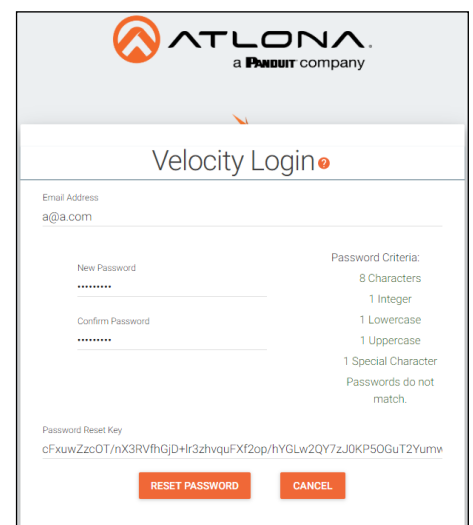 ATLONA.
a PANDUIT company
Velocity Login ?
Email Address
a@a.com
New Password
•••••••••
Confirm Password
•••••••••
Password Criteria:
8 Characters
1 Integer
1 Lowercase
1 Uppercase
1 Special Character
Passwords do not
match.
Password Reset Key
cFxuwZzcOT/nX3RVfhGjD+Ir3zhvquFXf2op/hYGLw2QY7zJ0KP5OGuT2Yumw
RESET PASSWORD
CANCEL